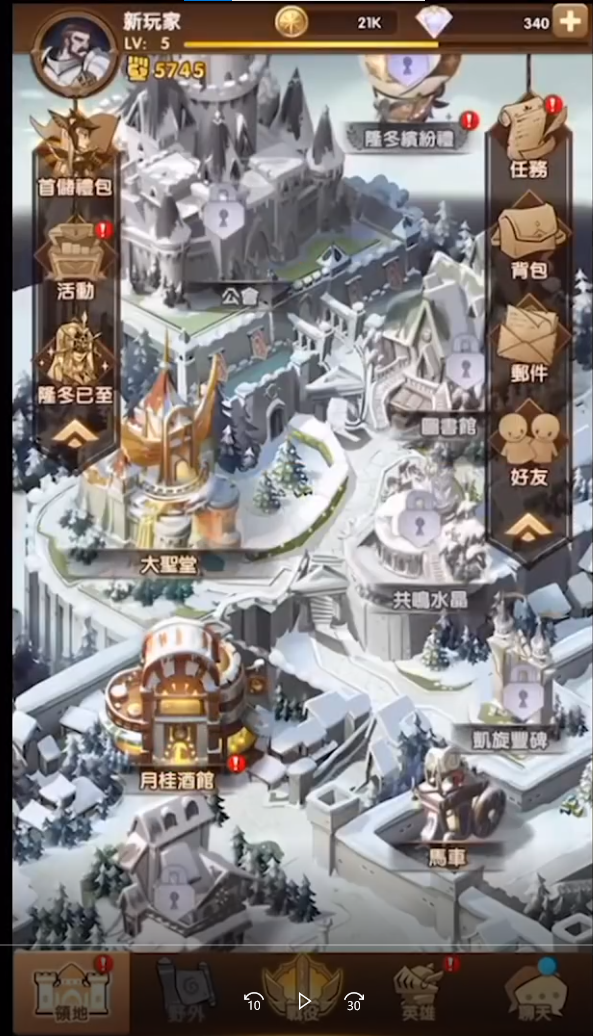 新玩家
21K
340
LV: 5
5745
隆冬繽紛禮
首儲禮包
任務
活動
背包
公會
隆冬已至
郵件
圖書館
好友
大聖堂
共鳴水晶
凱旋豐碑
月桂酒館
馬車
領地
野外
戰役
英雄
聊天
10
30